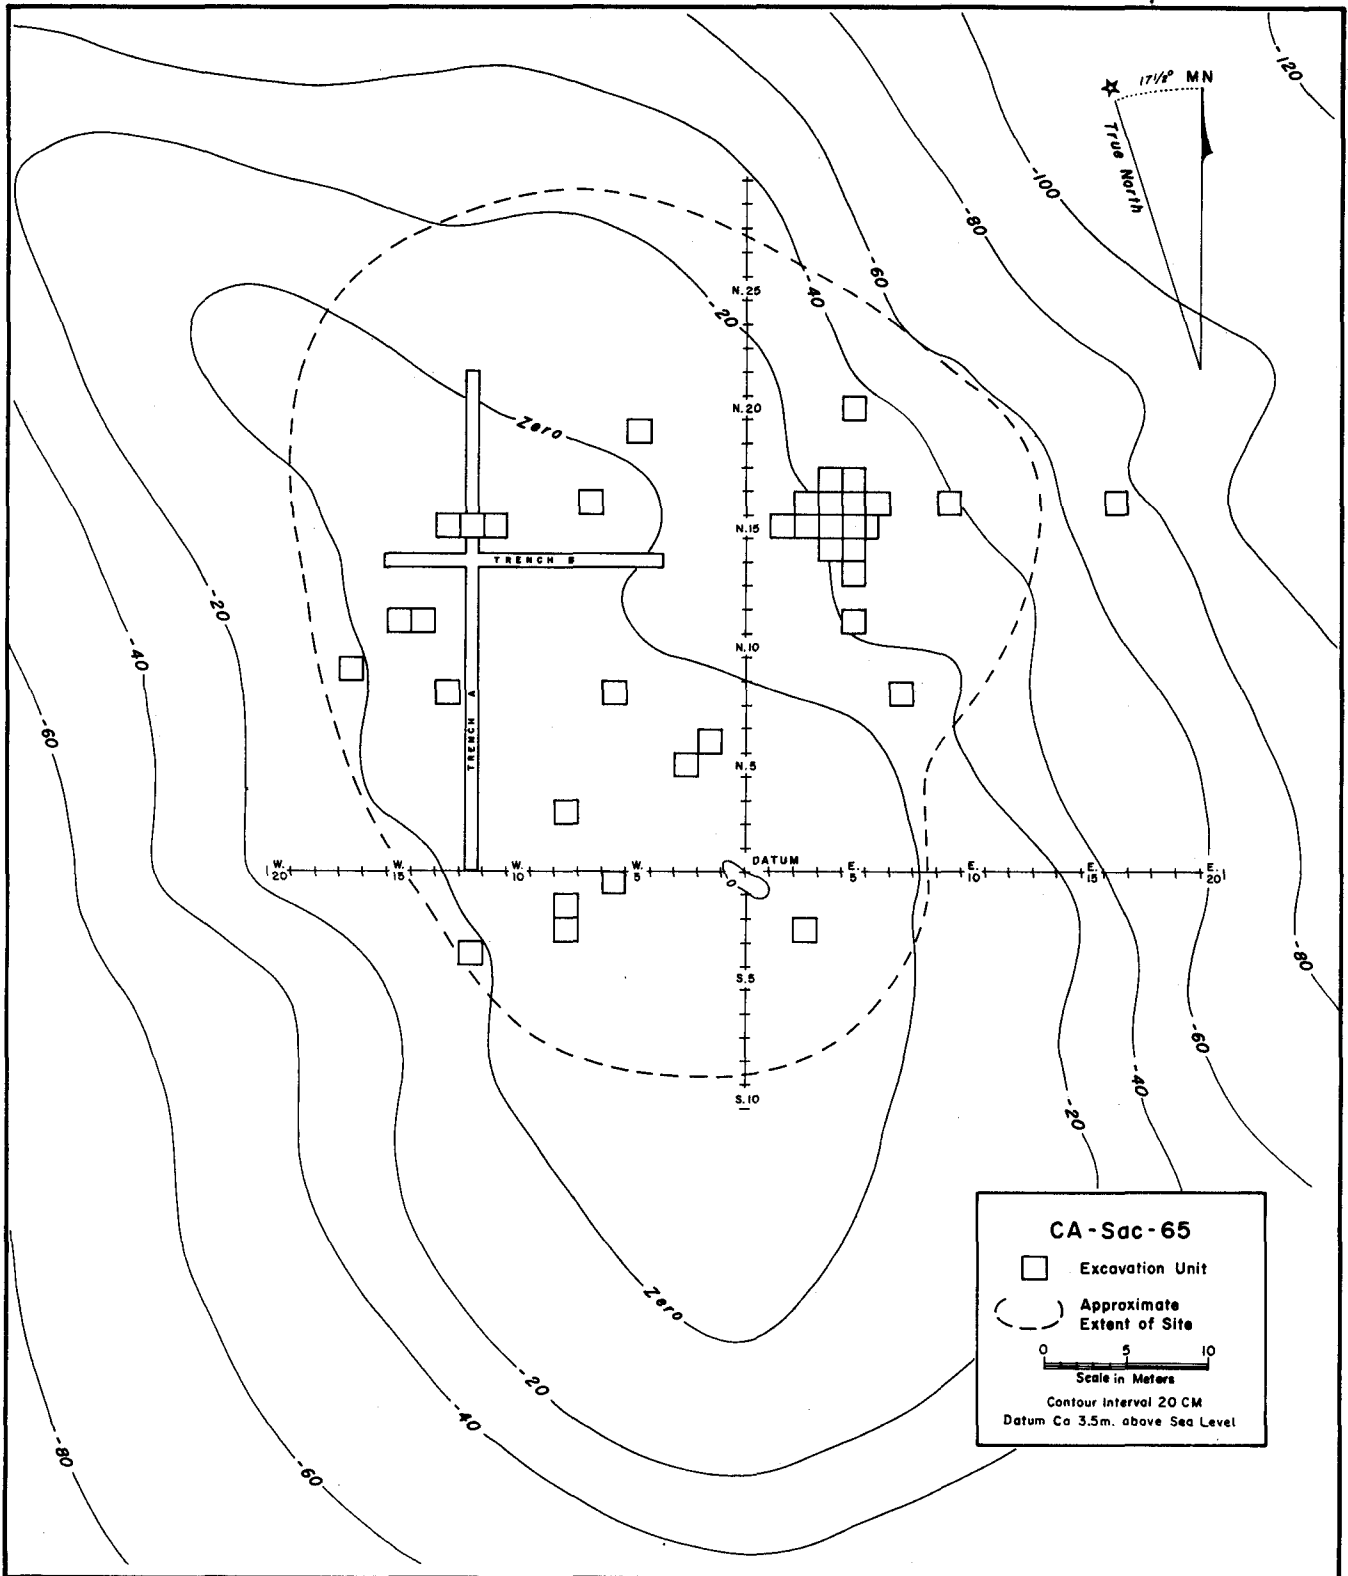 -120
17 1/2° MN
True North
-100
-80
-60
-40
-20
N.25
N.20
Zero
N.15
TRENCH B
-20
-40
N.10
TRENCH A
-60
N.5
DATUM
W. 20
W. 15
W. 10
W. 5
0
E. 5
E. 10
E. 15
E. 20
S.5
-80
-60
-40
-20
S.10
CA-Sac-65
Excavation Unit
Approximate
Extent of Site
0 5 10
Scale in Meters
Contour Interval 20 CM
Datum Ca 3.5m. above Sea Level
Zero
-20
-40
-60
-80